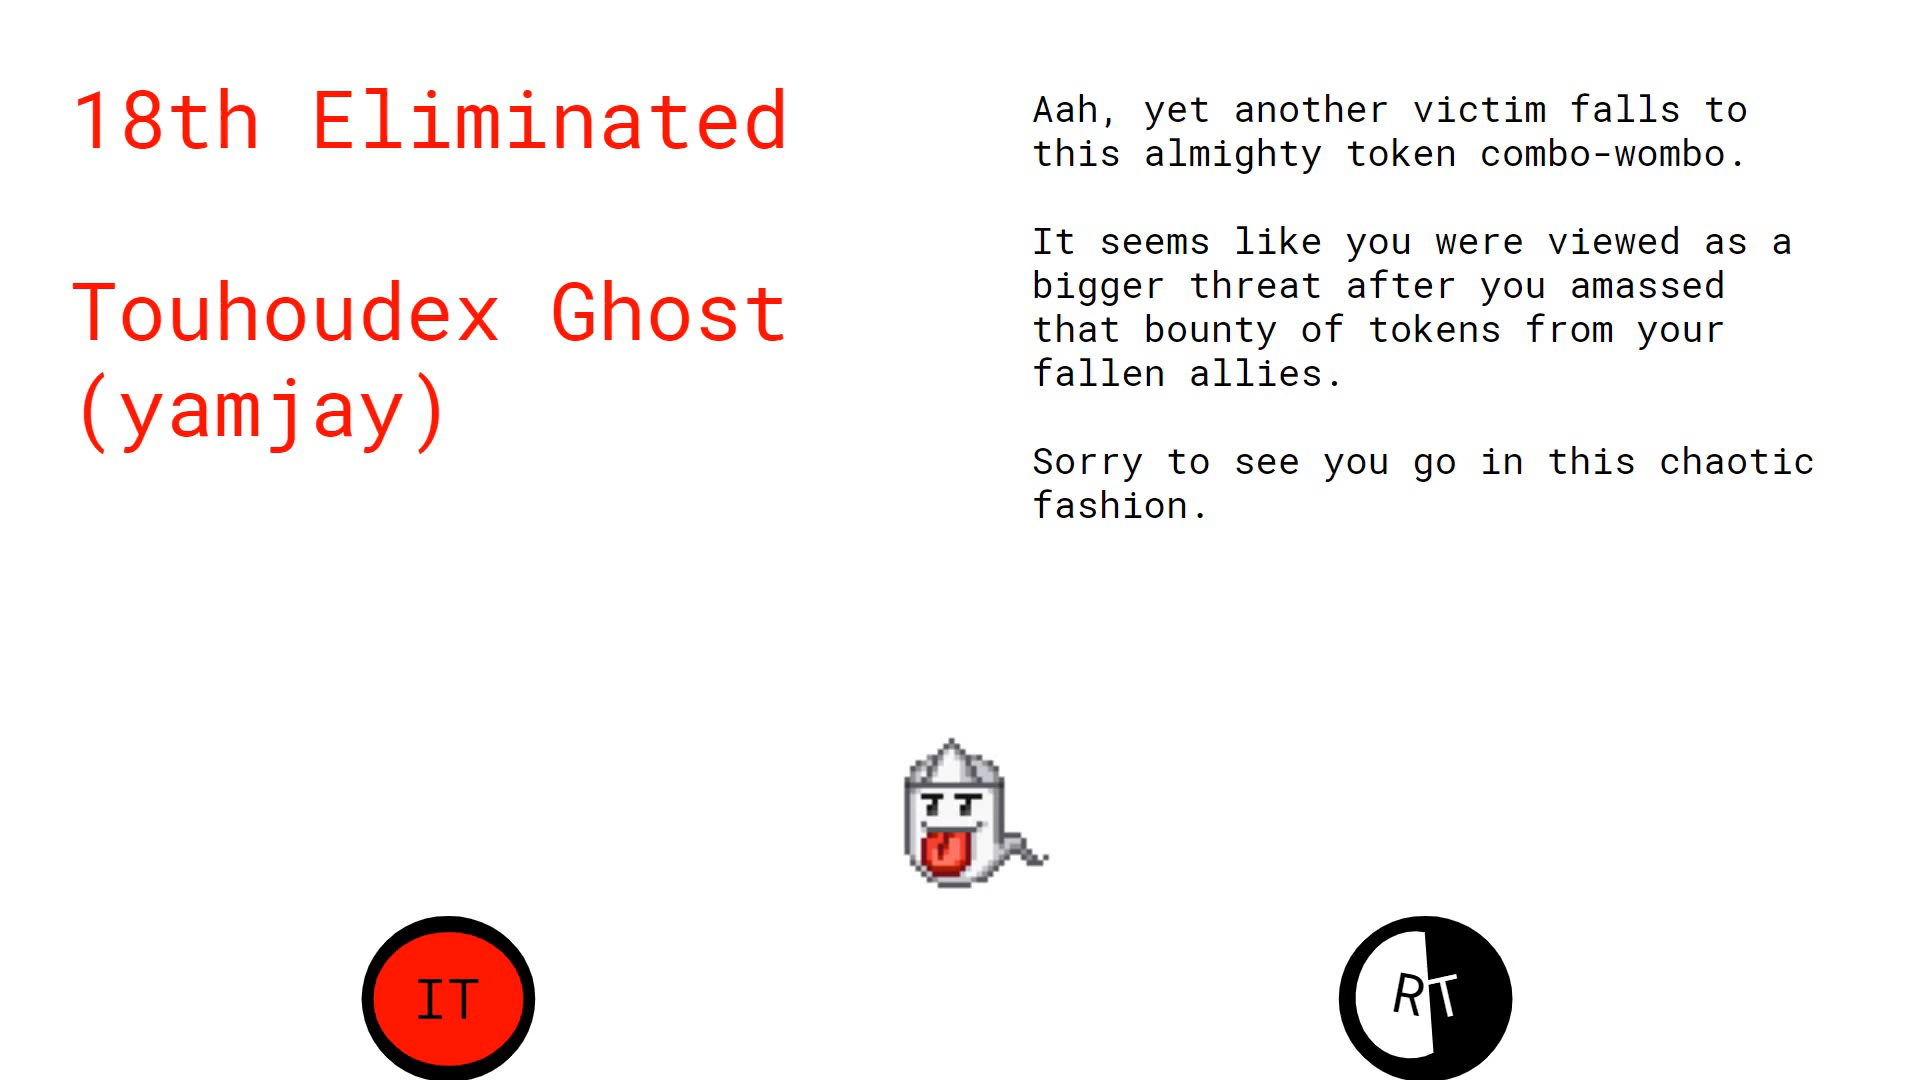 18th Eliminated
Touhoudex Ghost
(yamjay)
Aah, yet another victim falls to
this almighty token combo-wombo.
It seems like you were viewed as a
bigger threat after you amassed
that bounty of tokens from your
fallen allies.
Sorry to see you go in this chaotic
fashion.
IT
RT